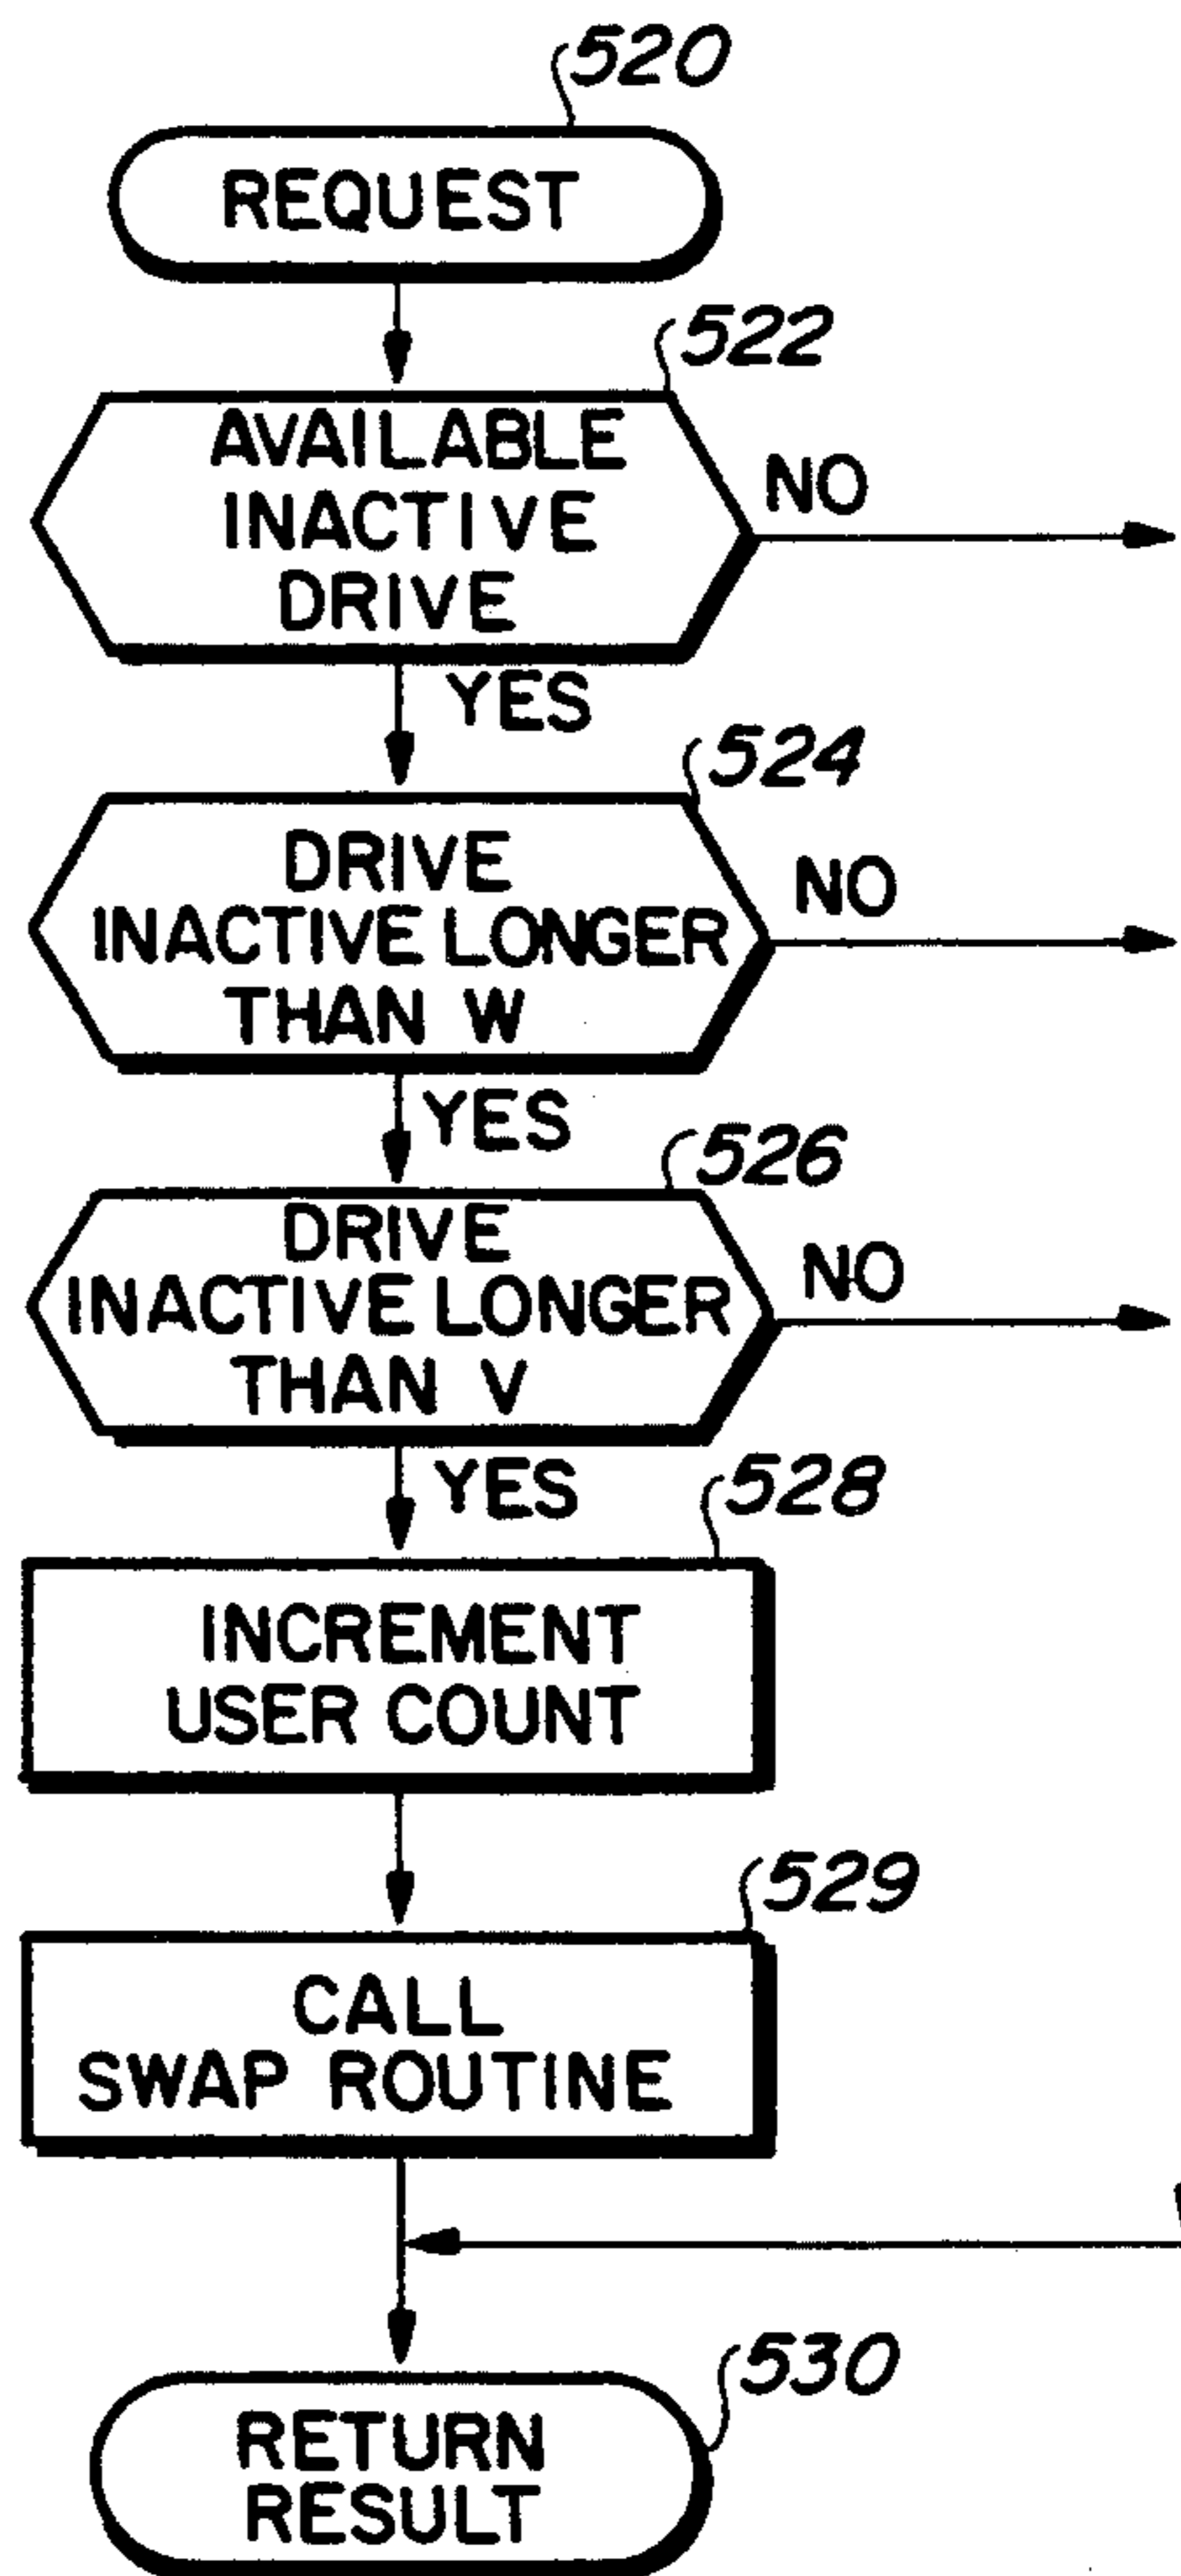 520
REQUEST
522
AVAILABLE
INACTIVE
DRIVE
NO
YES
524
DRIVE
INACTIVE LONGER
THAN W
NO
YES
526
DRIVE
INACTIVE LONGER
THAN V
NO
YES
528
INCREMENT
USER COUNT
529
CALL
SWAP ROUTINE
530
RETURN
RESULT